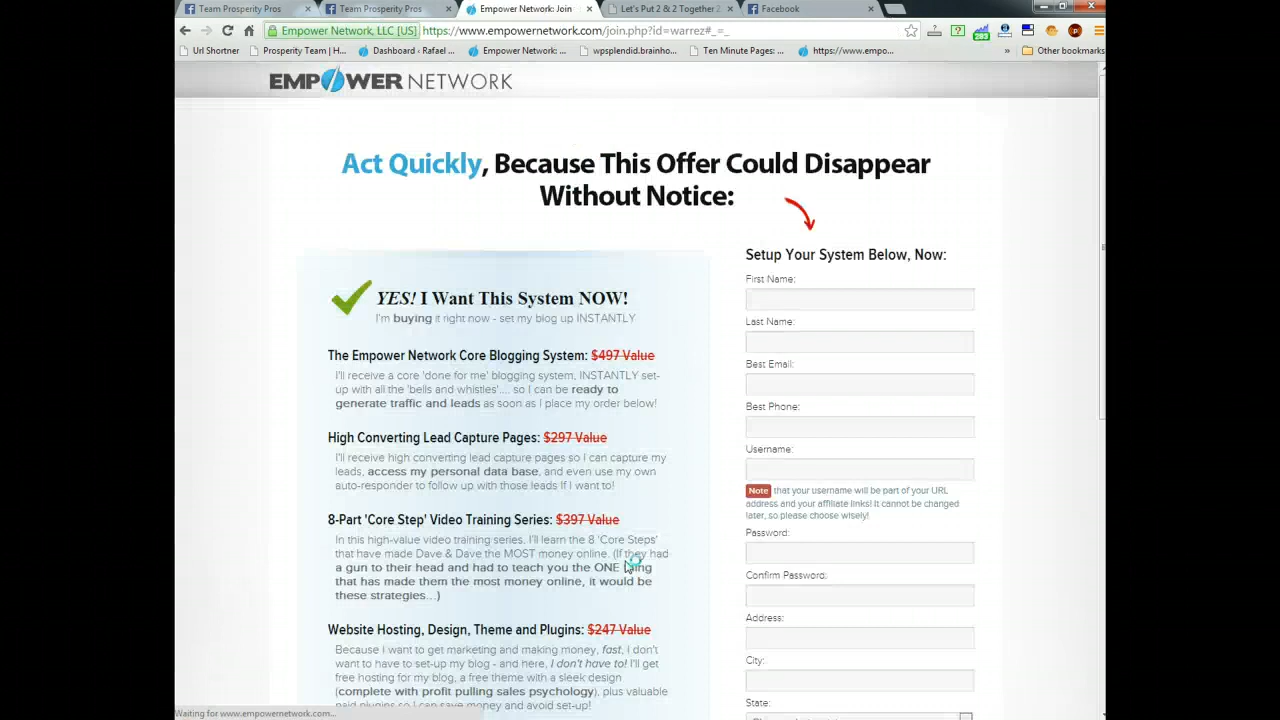 Team Prosperity Pros
Team Prosperity Pros
Empower Network: Join
Let's Put 2 & 2 Together
Facebook
Empower Network, LLC [US]
https://www.empowernetwork.com/join.php?id=warrez#_=_
Url Shortner
Prosperity Team | H...
Dashboard ‹ Rafael ...
Empower Network: ...
wpsplendid.brainho...
Ten Minute Pages: ...
https://www.empo...
»
Other bookmarks
EMPOWER NETWORK
Act Quickly, Because This Offer Could Disappear
Without Notice:
YES! I Want This System NOW!
I'm buying it right now - set my blog up INSTANTLY
The Empower Network Core Blogging System: $497 Value
I'll receive a core 'done for me' blogging system, INSTANTLY set-
up with all the 'bells and whistles'.... so I can be ready to
generate traffic and leads as soon as I place my order below!
High Converting Lead Capture Pages: $297 Value
I'll receive high converting lead capture pages so I can capture my
leads, access my personal data base, and even use my own
auto-responder to follow up with those leads If I want to!
8-Part 'Core Step' Video Training Series: $397 Value
In this high-value video training series, I'll learn the 8 'Core Steps'
that have made Dave & Dave the MOST money online. (If they had
a gun to their head and had to teach you the ONE thing
that has made them the most money online, it would be
these strategies...)
Website Hosting, Design, Theme and Plugins: $247 Value
Because I want to get marketing and making money, fast, I don't
want to have to set-up my blog - and here, I don't have to! I'll get
free hosting for my blog, a free theme with a sleek design
(complete with profit pulling sales psychology), plus valuable
paid plugins so I can save money and avoid set-up!
Setup Your System Below, Now:
First Name:
Last Name:
Best Email:
Best Phone:
Username:
Note that your username will be part of your URL
address and your affiliate links! It cannot be changed
later, so please choose wisely!
Password:
Confirm Password:
Address:
City:
State:
Waiting for www.empowernetwork.com...